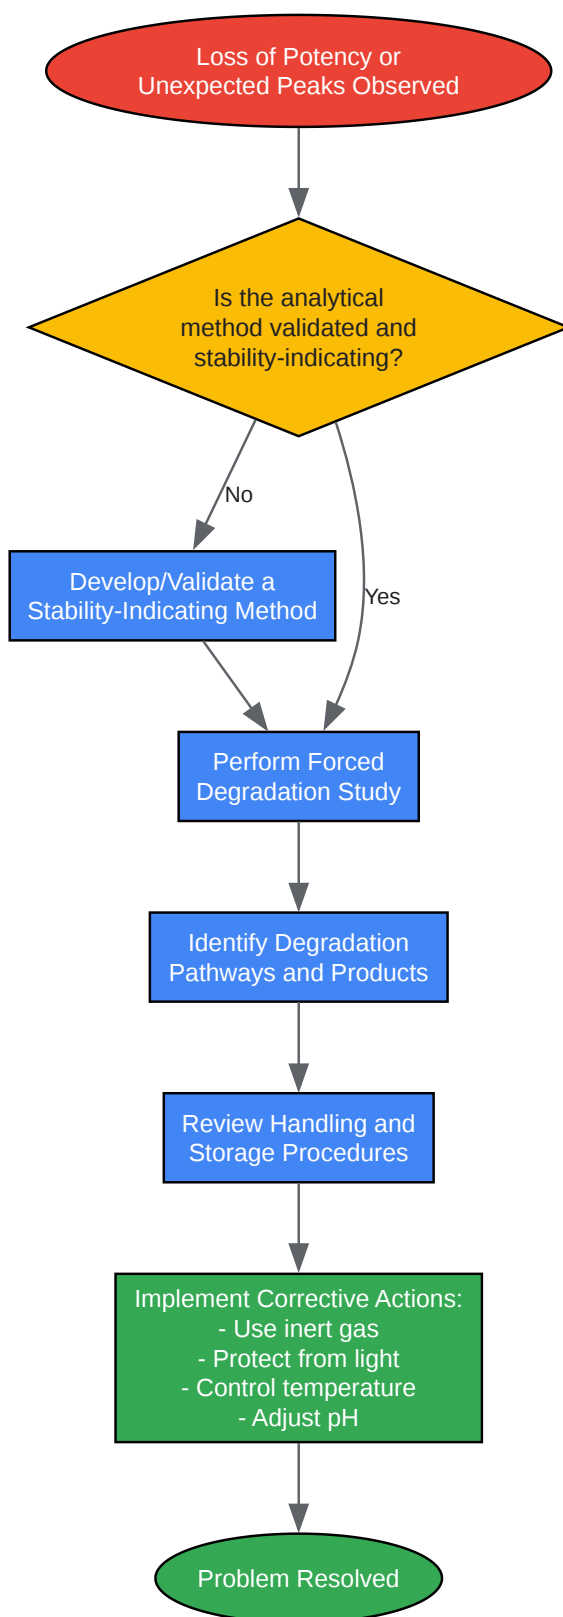 Loss of Potency or
Unexpected Peaks Observed
Is the analytical
method validated and
stability-indicating?
No
Develop/Validate a
Stability-Indicating Method
Yes
Perform Forced
Degradation Study
Identify Degradation
Pathways and Products
Review Handling and
Storage Procedures
Implement Corrective Actions:
- Use inert gas
- Protect from light
- Control temperature
- Adjust pH
Problem Resolved